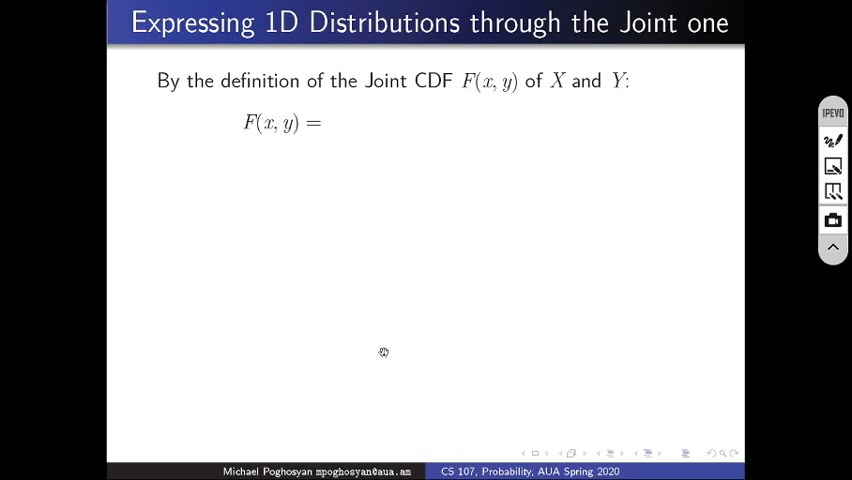 Expressing 1D Distributions through the Joint one
By the definition of the Joint CDF F(x, y) of X and Y:
F(x, y) =
IPEVO
Michael Poghosyan mpoghosyan@aua.am
CS 107, Probability, AUA Spring 2020